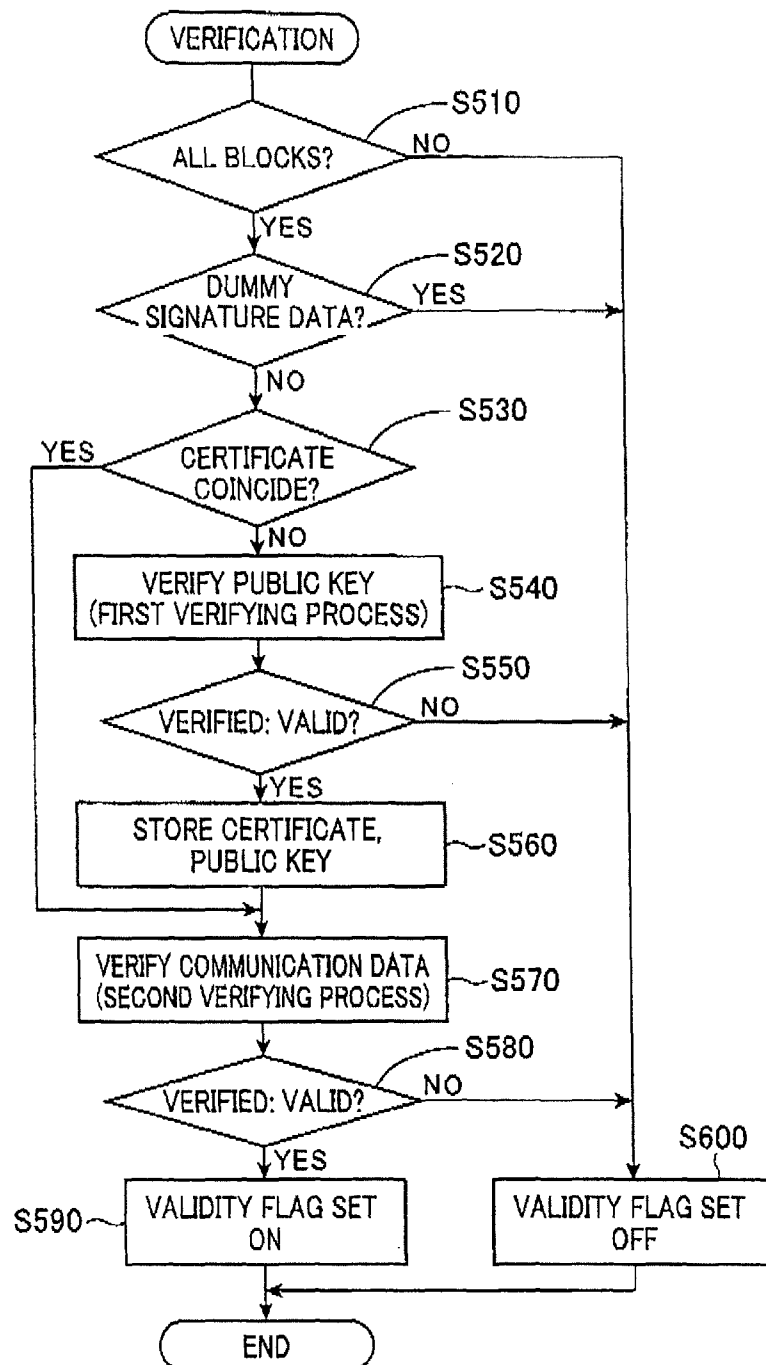 VERIFICATION
S510
ALL BLOCKS?
NO
YES
S520
DUMMY
SIGNATURE DATA?
YES
NO
S530
YES
CERTIFICATE
COINCIDE?
NO
VERIFY PUBLIC KEY
(FIRST VERIFYING PROCESS)
S540
S550
VERIFIED: VALID?
NO
YES
STORE CERTIFICATE,
PUBLIC KEY
S560
VERIFY COMMUNICATION DATA
(SECOND VERIFYING PROCESS)
S570
S580
VERIFIED: VALID?
NO
YES
S600
S590
VALIDITY FLAG SET
ON
VALIDITY FLAG SET
OFF
END